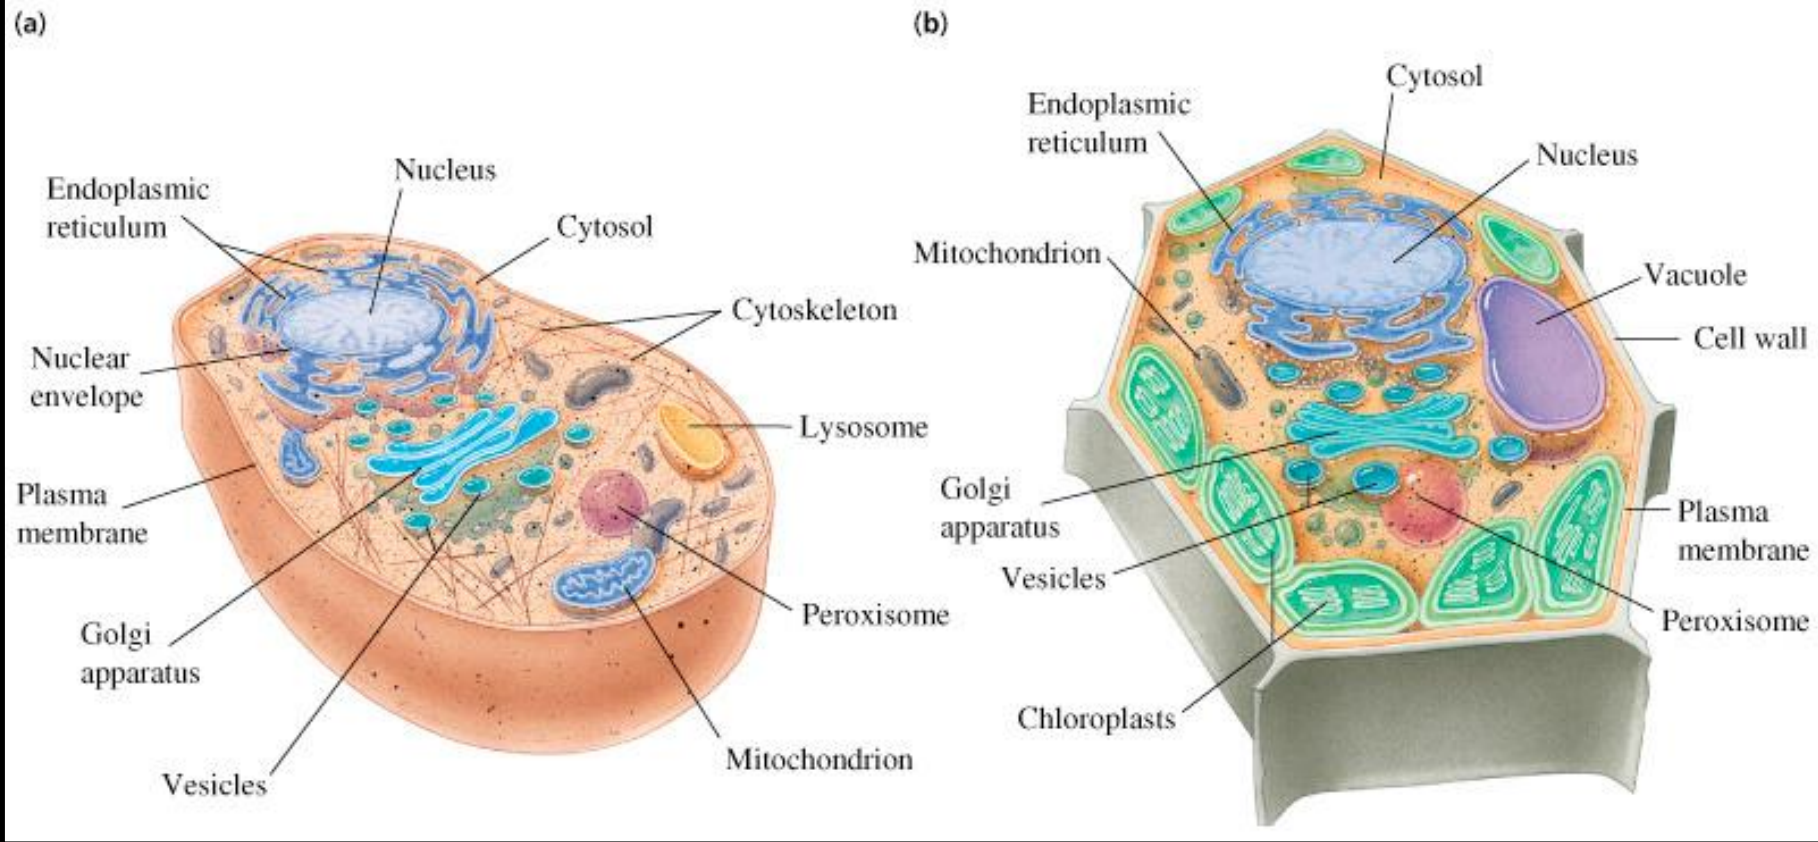 (a)
Nucleus
Endoplasmic
reticulum
Cytosol
Cytoskeleton
Nuclear
envelope
Lysosome
Plasma
membrane
Peroxisome
Golgi
apparatus
Mitochondrion
Vesicles
(b)
Cytosol
Endoplasmic
reticulum
Nucleus
Mitochondrion
Vacuole
Cell wall
Golgi
apparatus
Plasma
membrane
Vesicles
Peroxisome
Chloroplasts